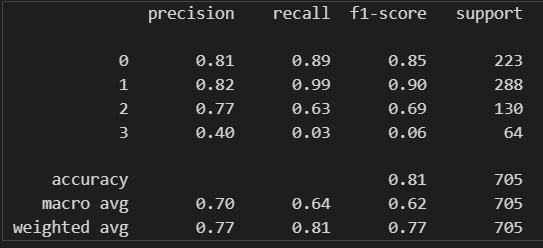 precision recall f1-score support
0 0.81 0.89 0.85 223
1 0.82 0.99 0.90 288
2 0.77 0.63 0.69 130
3 0.40 0.03 0.06 64
accuracy 0.81 705
macro avg 0.70 0.64 0.62 705
weighted avg 0.77 0.81 0.77 705